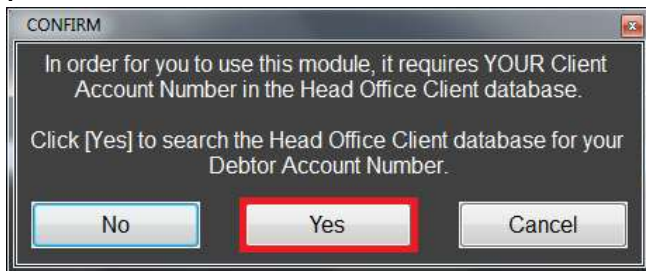 CONFIRM
In order for you to use this module, it requires YOUR Client
Account Number in the Head Office Client database.
Click [Yes] to search the Head Office Client database for your
Debtor Account Number.
No Yes Cancel